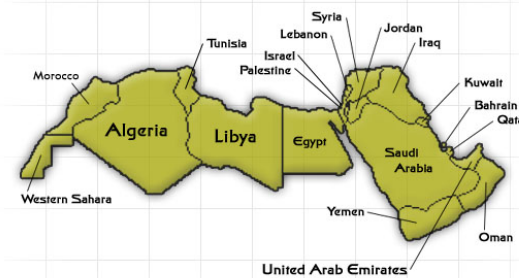 Syria
Lebanon
Jordan
Israel
Iraq
Tunisia
Palestine
Morocco
Kuwait
Bahrain
Algeria
Libya
Egypt
Qat
Saudi
Arabia
Western Sahara
Yemen
Oman
United Arab Emirates